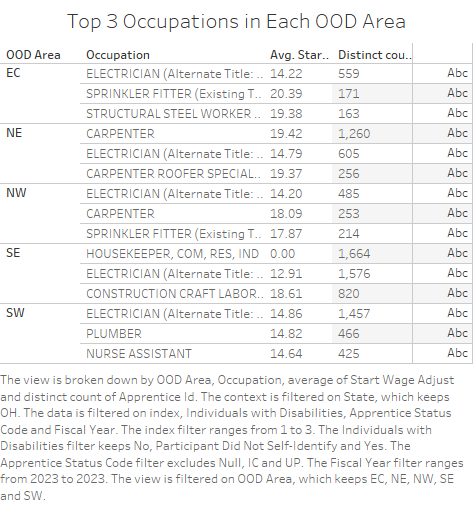 Top 3 Occupations in Each OOD Area
OOD Area Occupation Avg. Star.. Distinct cou..
EC ELECTRICIAN (Alternate Title: .. 14.22 559 Abc
SPRINKLER FITTER (Existing T.. 20.39 171 Abc
STRUCTURAL STEEL WORKER .. 19.38 163 Abc
NE CARPENTER 19.42 1,260 Abc
ELECTRICIAN (Alternate Title: .. 14.79 605 Abc
CARPENTER ROOFER SPECIAL.. 19.37 256 Abc
NW ELECTRICIAN (Alternate Title: .. 14.20 485 Abc
CARPENTER 18.09 253 Abc
SPRINKLER FITTER (Existing T.. 17.87 214 Abc
SE HOUSEKEEPER, COM, RES, IND 0.00 1,664 Abc
ELECTRICIAN (Alternate Title: .. 12.91 1,576 Abc
CONSTRUCTION CRAFT LABOR.. 18.61 820 Abc
SW ELECTRICIAN (Alternate Title: .. 14.86 1,457 Abc
PLUMBER 14.82 466 Abc
NURSE ASSISTANT 14.64 425 Abc
The view is broken down by OOD Area, Occupation, average of Start Wage Adjust
and distinct count of Apprentice Id. The context is filtered on State, which keeps
OH. The data is filtered on index, Individuals with Disabilities, Apprentice Status
Code and Fiscal Year. The index filter ranges from 1 to 3. The Individuals with
Disabilities filter keeps No, Participant Did Not Self-Identify and Yes. The
Apprentice Status Code filter excludes Null, IC and UP. The Fiscal Year filter ranges
from 2023 to 2023. The view is filtered on OOD Area, which keeps EC, NE, NW, SE
and SW.